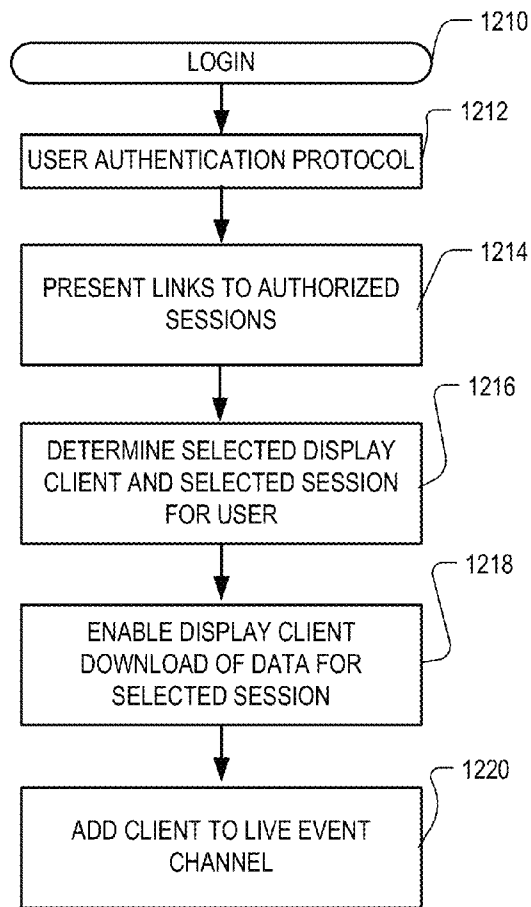 1210
LOGIN
1212
USER AUTHENTICATION PROTOCOL
1214
PRESENT LINKS TO AUTHORIZED
SESSIONS
1216
DETERMINE SELECTED DISPLAY
CLIENT AND SELECTED SESSION
FOR USER
1218
ENABLE DISPLAY CLIENT
DOWNLOAD OF DATA FOR
SELECTED SESSION
1220
ADD CLIENT TO LIVE EVENT
CHANNEL